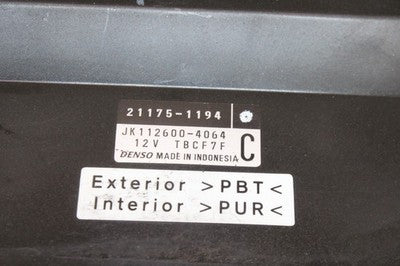 21175-1194
JK112600-4064
12V TBCF7F
DENSO MADE IN INDONESIA C
Exterior >PBT<
Interior >PUR<